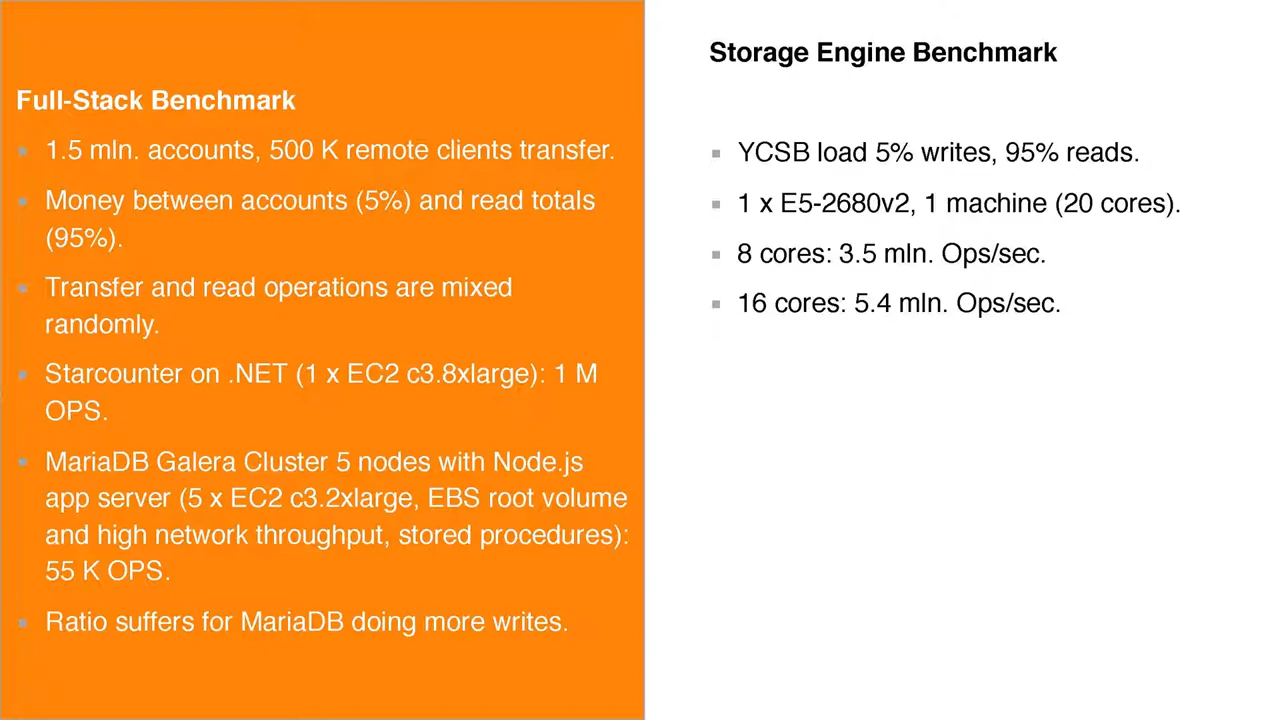 Full-Stack Benchmark
1.5 mln. accounts, 500 K remote clients transfer.
Money between accounts (5%) and read totals
(95%).
Transfer and read operations are mixed
randomly.
Starcounter on .NET (1 x EC2 c3.8xlarge): 1 M
OPS.
MariaDB Galera Cluster 5 nodes with Node.js
app server (5 x EC2 c3.2xlarge, EBS root volume
and high network throughput, stored procedures):
55 K OPS.
Ratio suffers for MariaDB doing more writes.
Storage Engine Benchmark
YCSB load 5% writes, 95% reads.
1 x E5-2680v2, 1 machine (20 cores).
8 cores: 3.5 mln. Ops/sec.
16 cores: 5.4 mln. Ops/sec.